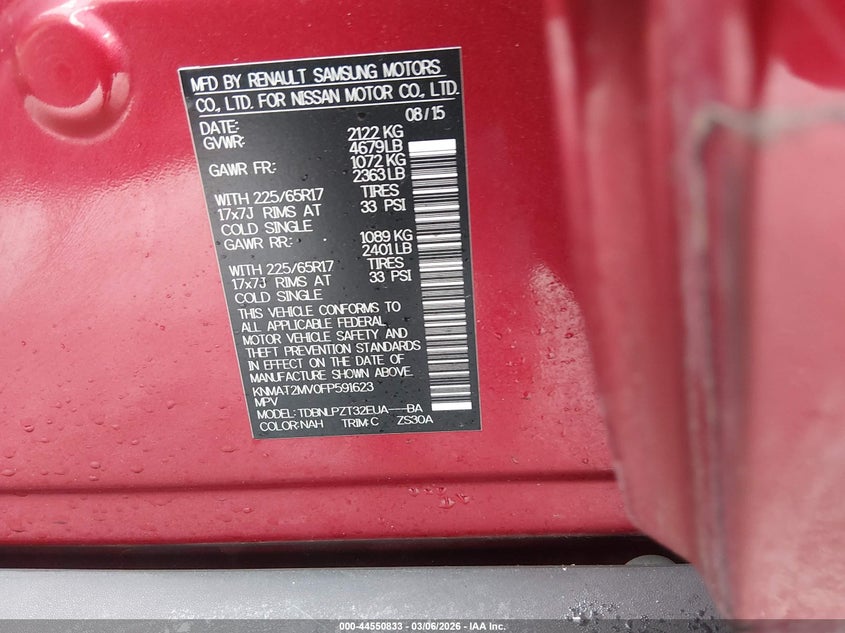 MFD BY RENAULT SAMSUNG MOTORS
CO., LTD. FOR NISSAN MOTOR CO., LTD.
DATE: 08/15
GVWR: 2122 KG
4679LB
GAWR FR: 1072 KG
2363 LB
WITH 225/65R17 TIRES
17x7J RIMS AT 33 PSI
COLD SINGLE
GAWR RR: 1089 KG
2401 LB
WITH 225/65R17 TIRES
17x7J RIMS AT 33 PSI
COLD SINGLE
THIS VEHICLE CONFORMS TO
ALL APPLICABLE FEDERAL
MOTOR VEHICLE SAFETY AND
THEFT PREVENTION STANDARDS
IN EFFECT ON THE DATE OF
MANUFACTURE SHOWN ABOVE.
KNMAT2MV0FP591623
MPV
MODEL: TDBNLPZT32EUA---BA
COLOR:NAH TRIM:C ZS30A
000-44550833 - 03/06/2026 - IAA Inc.